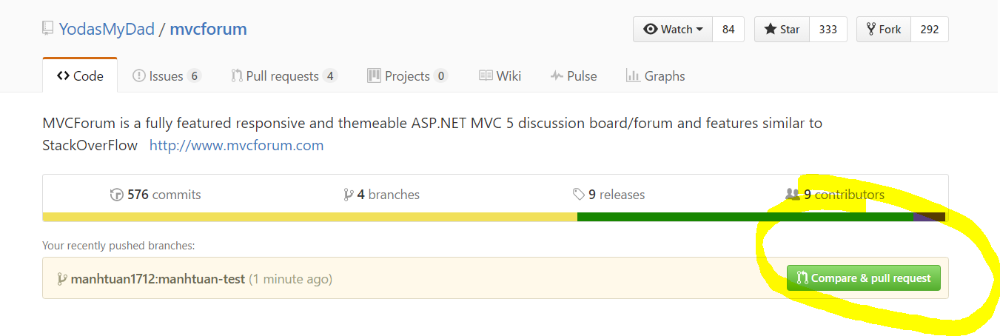 YodasMyDad / mvcforum
Watch 84 Star 333 Fork 292
Code Issues 6 Pull requests 4 Projects 0 Wiki Pulse Graphs
MVCForum is a fully featured responsive and themeable ASP.NET MVC 5 discussion board/forum and features similar to
StackOverFlow http://www.mvcforum.com
576 commits 4 branches 9 releases 9 contributors
Your recently pushed branches:
manhtuan1712:manhtuan-test (1 minute ago) Compare & pull request